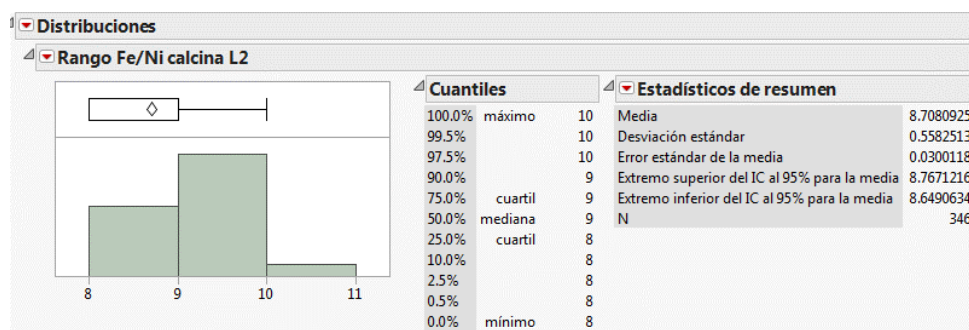 Distribuciones
Rango Fe/Ni calcina L2
8 9 10 11
Cuantiles
100.0% máximo 10
99.5% 10
97.5% 10
90.0% 9
75.0% cuartil 9
50.0% mediana 9
25.0% cuartil 8
10.0% 8
2.5% 8
0.5% 8
0.0% mínimo 8
Estadísticos de resumen
Media 8.7080925
Desviación estándar 0.5582513
Error estándar de la media 0.0300118
Extremo superior del IC al 95% para la media 8.7671216
Extremo inferior del IC al 95% para la media 8.6490634
N 346